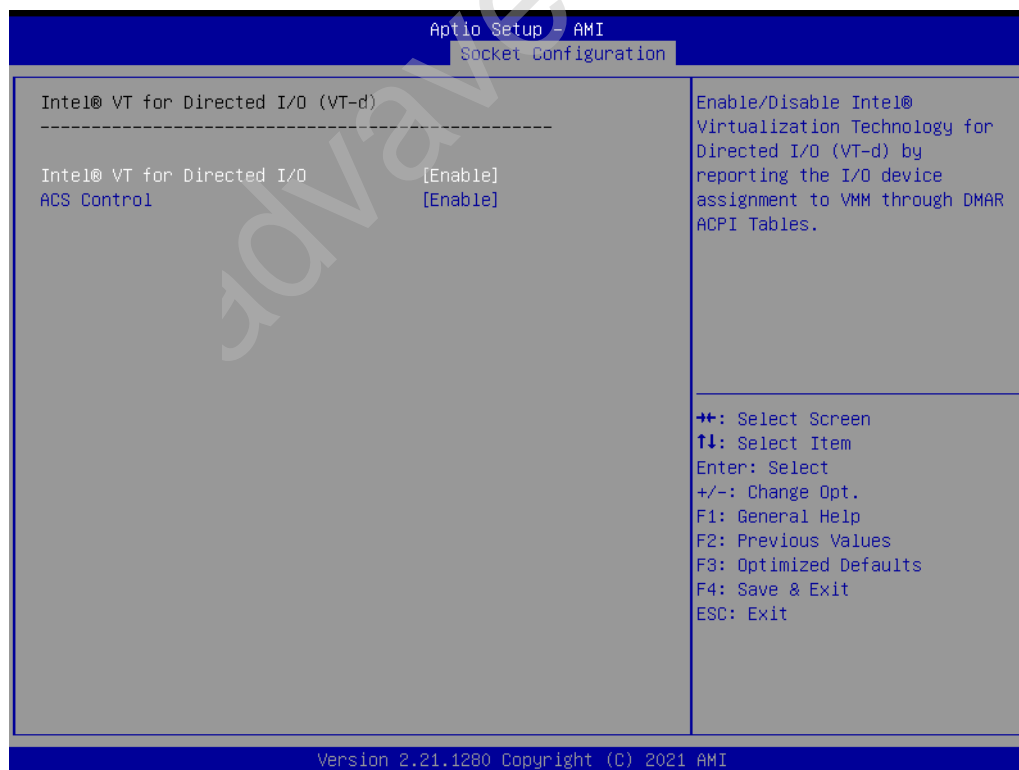 Aptio Setup – AMI
Socket Configuration
Intel® VT for Directed I/O (VT-d)
--------------------------------------------------
Intel® VT for Directed I/O [Enable]
ACS Control [Enable]
Enable/Disable Intel®
Virtualization Technology for
Directed I/O (VT-d) by
reporting the I/O device
assignment to VMM through DMAR
ACPI Tables.
→←: Select Screen
↑↓: Select Item
Enter: Select
+/-: Change Opt.
F1: General Help
F2: Previous Values
F3: Optimized Defaults
F4: Save & Exit
ESC: Exit
Version 2.21.1280 Copyright (C) 2021 AMI
advave